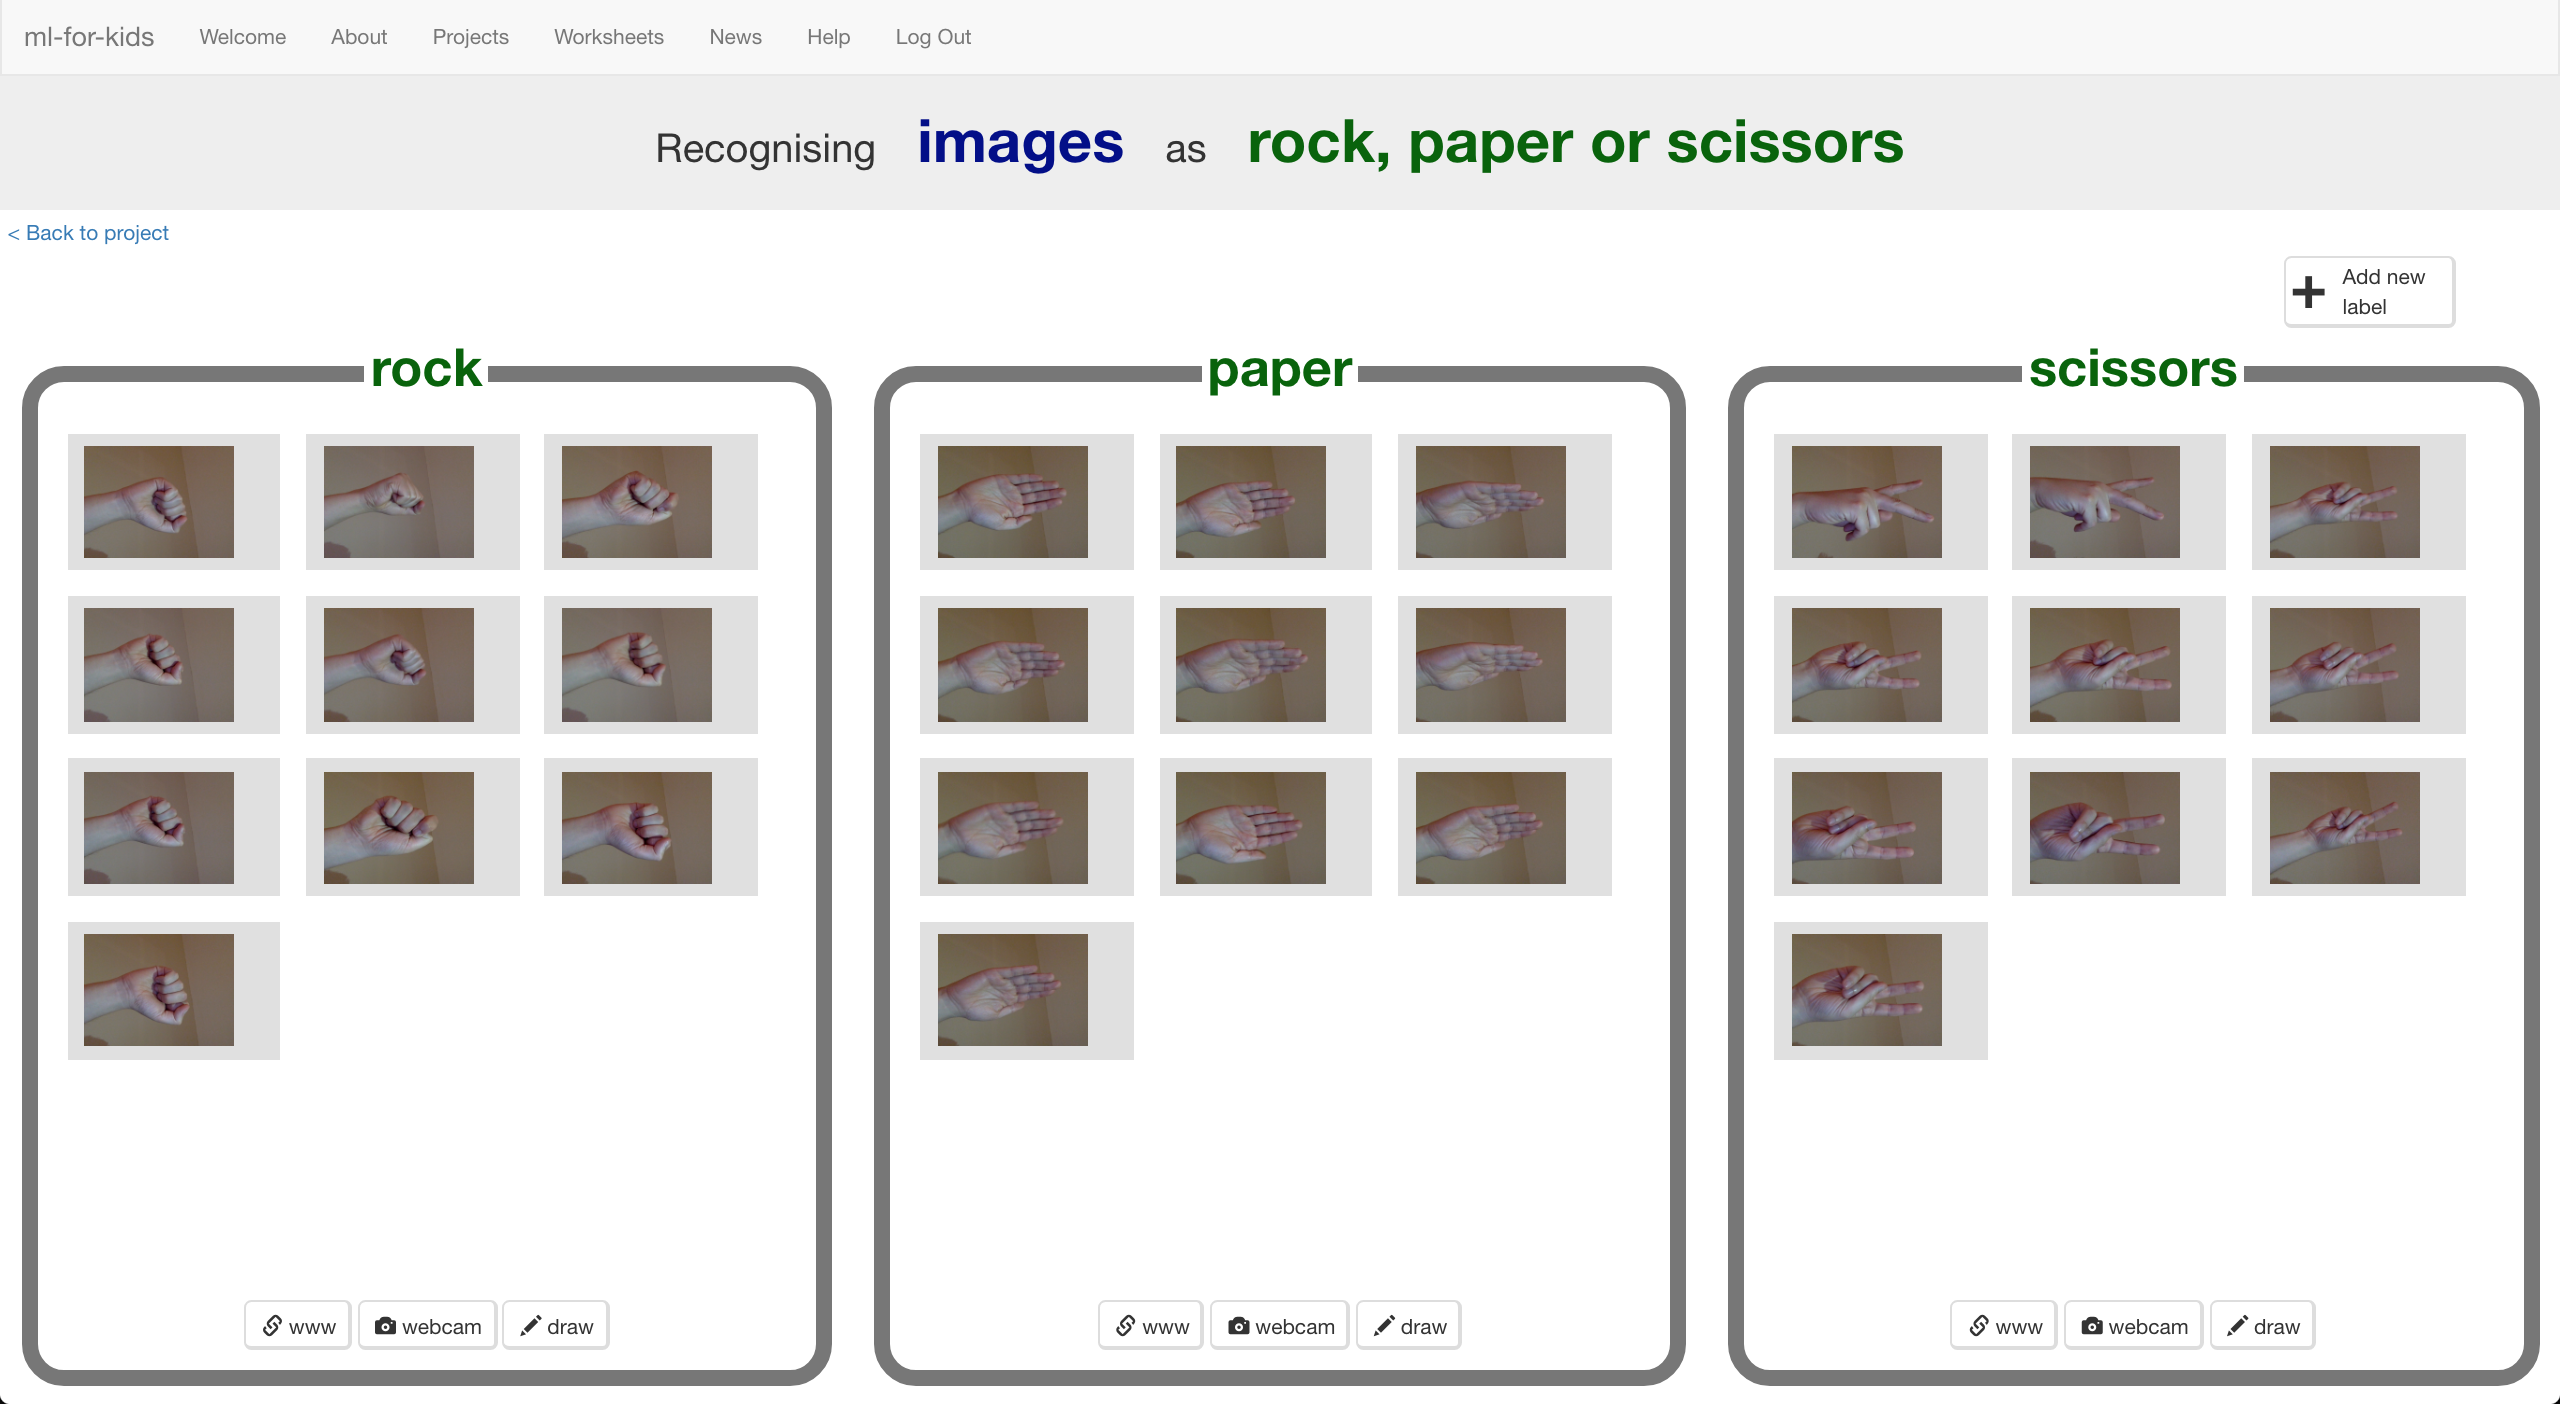 ml-for-kids Welcome About Projects Worksheets News Help Log Out
Recognising images as rock, paper or scissors
< Back to project
Add new
label
rock paper scissors
www webcam draw www webcam draw www webcam draw